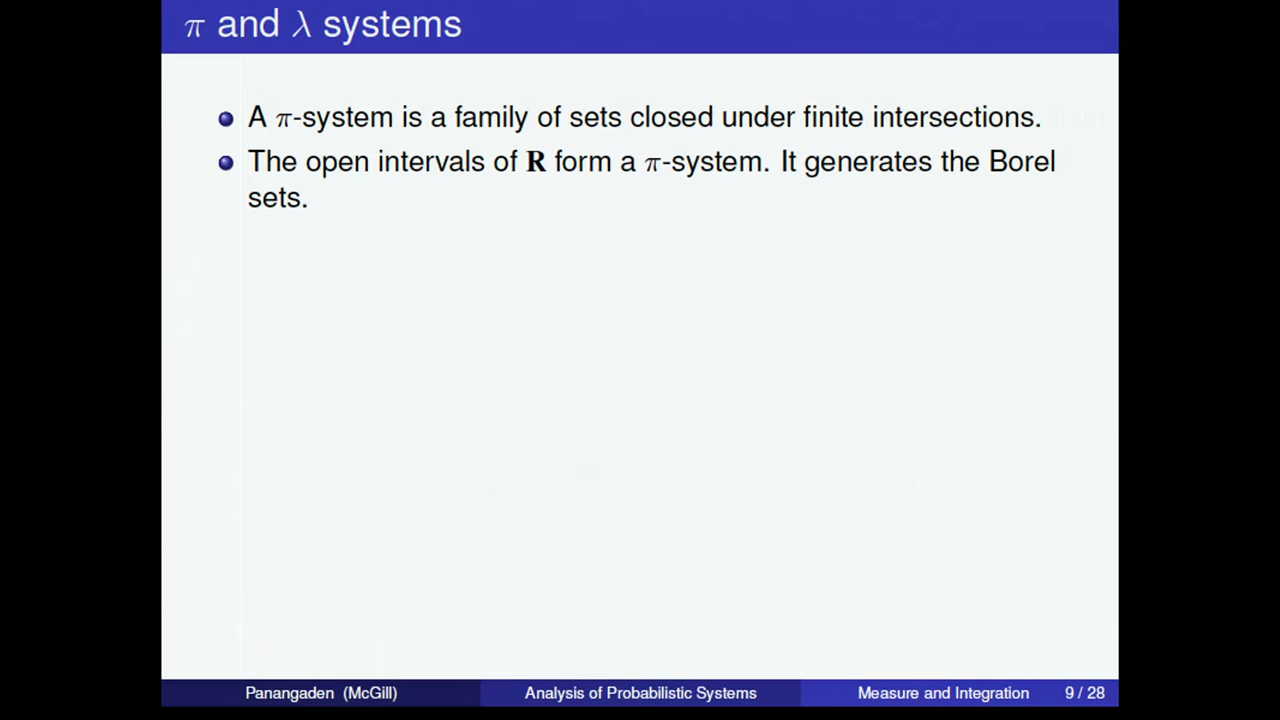 π and λ systems
A π-system is a family of sets closed under finite intersections.
The open intervals of R form a π-system. It generates the Borel
sets.
Panangaden (McGill) Analysis of Probabilistic Systems Measure and Integration 9 / 28